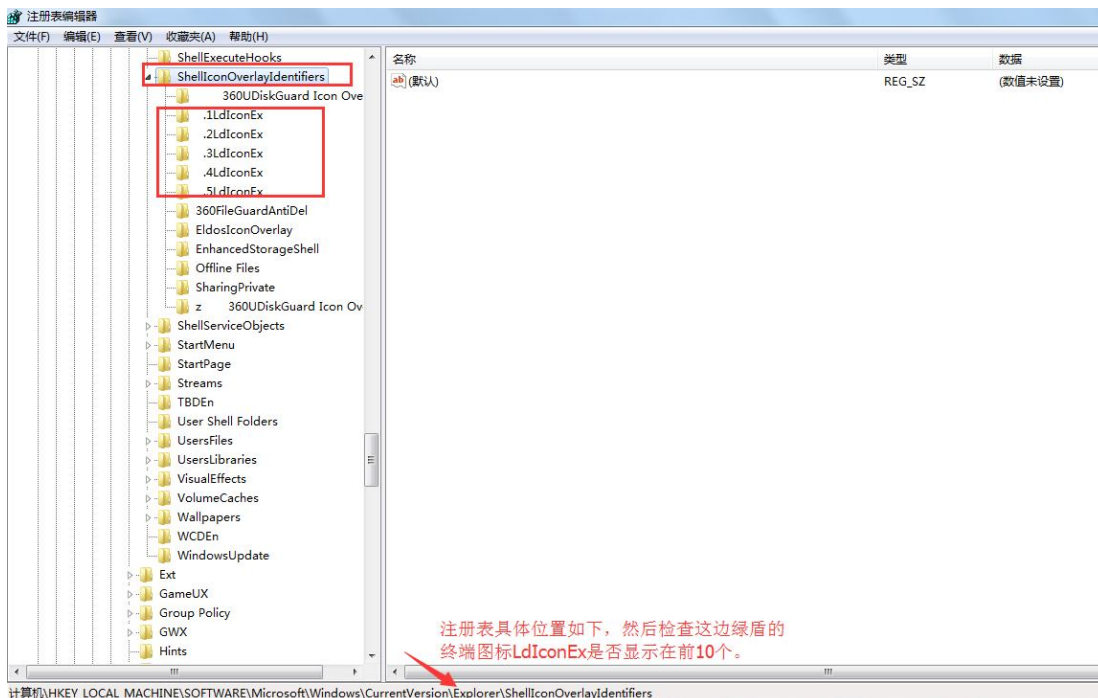 注册表编辑器
文件(F) 编辑(E) 查看(V) 收藏夹(A) 帮助(H)
ShellExecuteHooks
ShellIconOverlayIdentifiers
360UDiskGuard Icon Ove
.1LdIconEx
.2LdIconEx
.3LdIconEx
.4LdIconEx
.5LdIconEx
360FileGuardAntiDel
EldosIconOverlay
EnhancedStorageShell
Offline Files
SharingPrivate
z 360UDiskGuard Icon Ov
ShellServiceObjects
StartMenu
StartPage
Streams
TBDEn
User Shell Folders
UsersFiles
UsersLibraries
VisualEffects
VolumeCaches
Wallpapers
WCDEn
WindowsUpdate
Ext
GameUX
Group Policy
GWX
Hints
名称 类型 数据
ab (默认) REG_SZ (数值未设置)
注册表具体位置如下，然后检查这边绿盾的
终端图标LdIconEx是否显示在前10个。
计算机\HKEY_LOCAL_MACHINE\SOFTWARE\Microsoft\Windows\CurrentVersion\Explorer\ShellIconOverlayIdentifiers